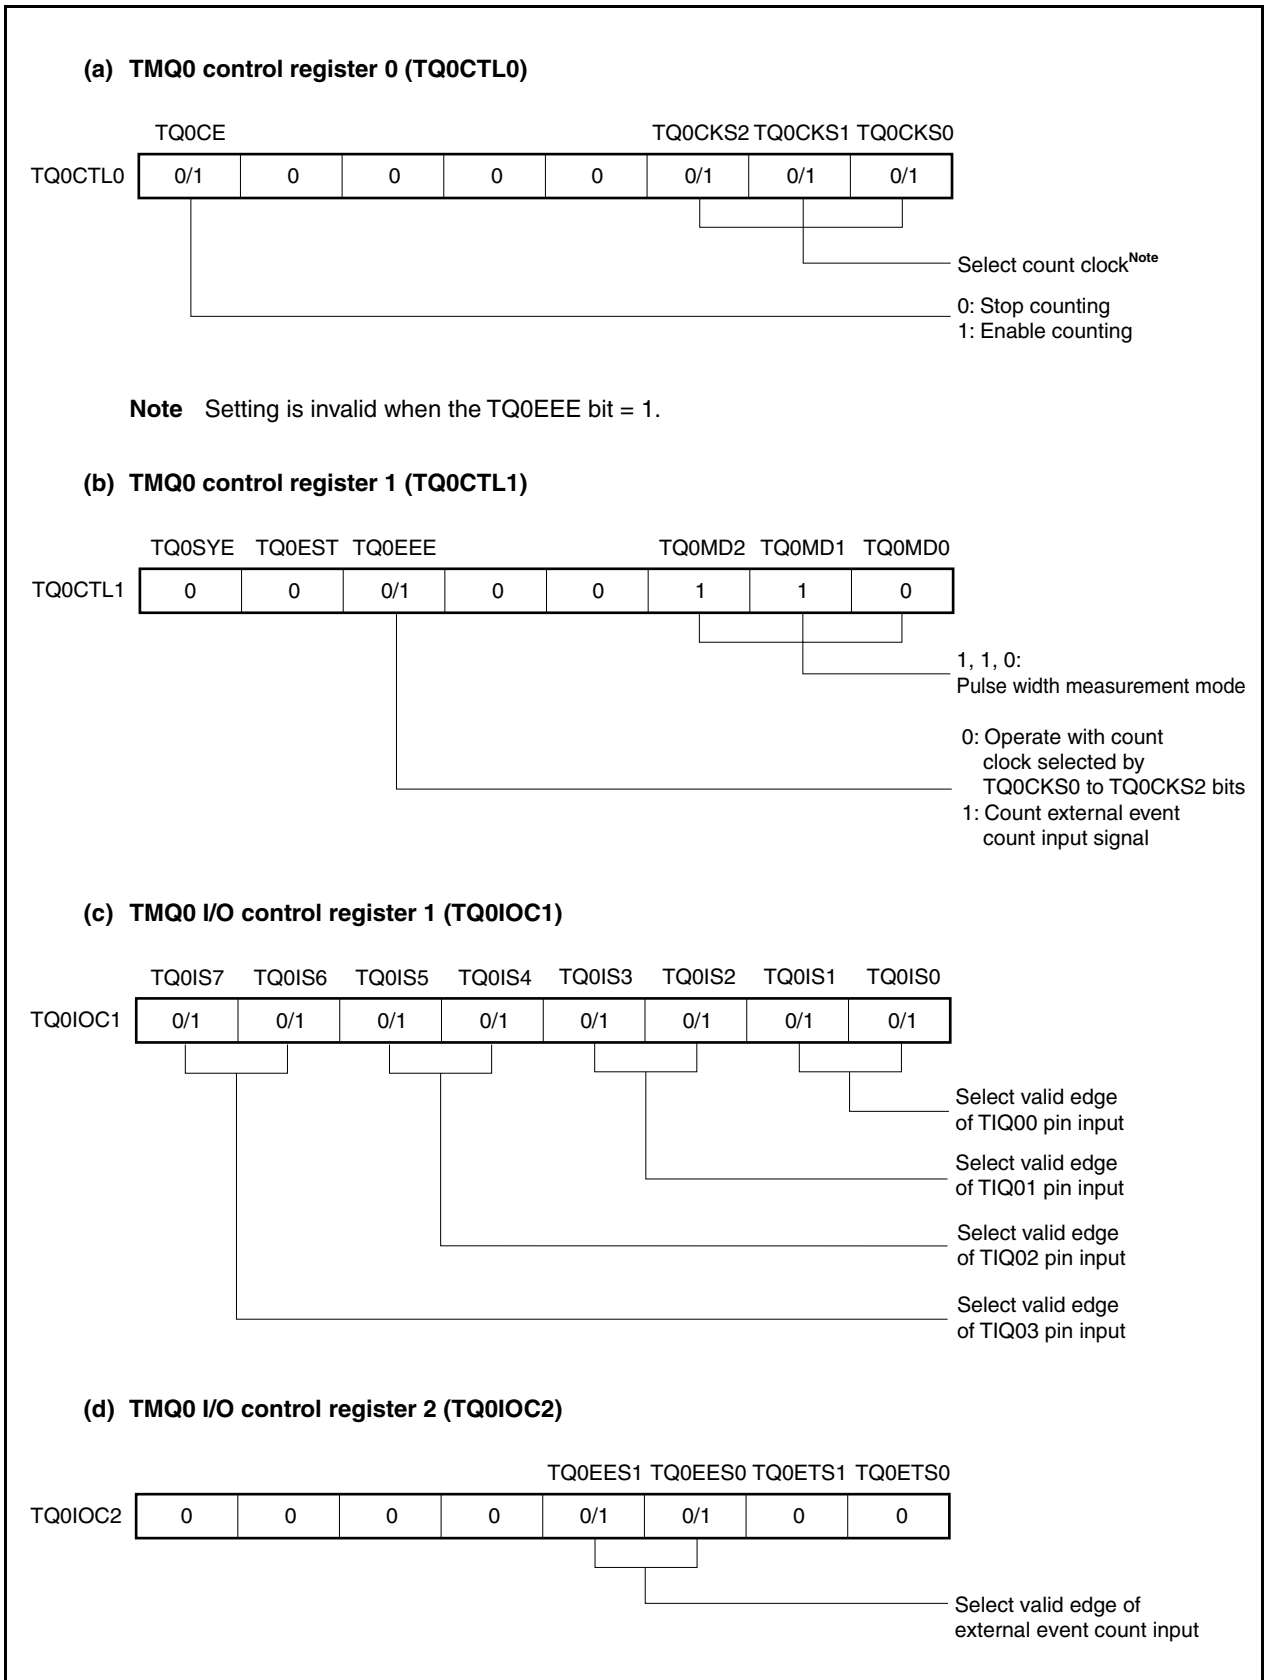 (a) TMQ0 control register 0 (TQ0CTL0)
TQ0CE TQ0CKS2 TQ0CKS1 TQ0CKS0
TQ0CTL0 0/1 0 0 0 0 0/1 0/1 0/1
Select count clockNote
0: Stop counting
1: Enable counting
Note Setting is invalid when the TQ0EEE bit = 1.
(b) TMQ0 control register 1 (TQ0CTL1)
TQ0SYE TQ0EST TQ0EEE TQ0MD2 TQ0MD1 TQ0MD0
TQ0CTL1 0 0 0/1 0 0 1 1 0
1, 1, 0:
Pulse width measurement mode
0: Operate with count
clock selected by
TQ0CKS0 to TQ0CKS2 bits
1: Count external event
count input signal
(c) TMQ0 I/O control register 1 (TQ0IOC1)
TQ0IS7 TQ0IS6 TQ0IS5 TQ0IS4 TQ0IS3 TQ0IS2 TQ0IS1 TQ0IS0
TQ0IOC1 0/1 0/1 0/1 0/1 0/1 0/1 0/1 0/1
Select valid edge
of TIQ00 pin input
Select valid edge
of TIQ01 pin input
Select valid edge
of TIQ02 pin input
Select valid edge
of TIQ03 pin input
(d) TMQ0 I/O control register 2 (TQ0IOC2)
TQ0EES1 TQ0EES0 TQ0ETS1 TQ0ETS0
TQ0IOC2 0 0 0 0 0/1 0/1 0 0
Select valid edge of
external event count input